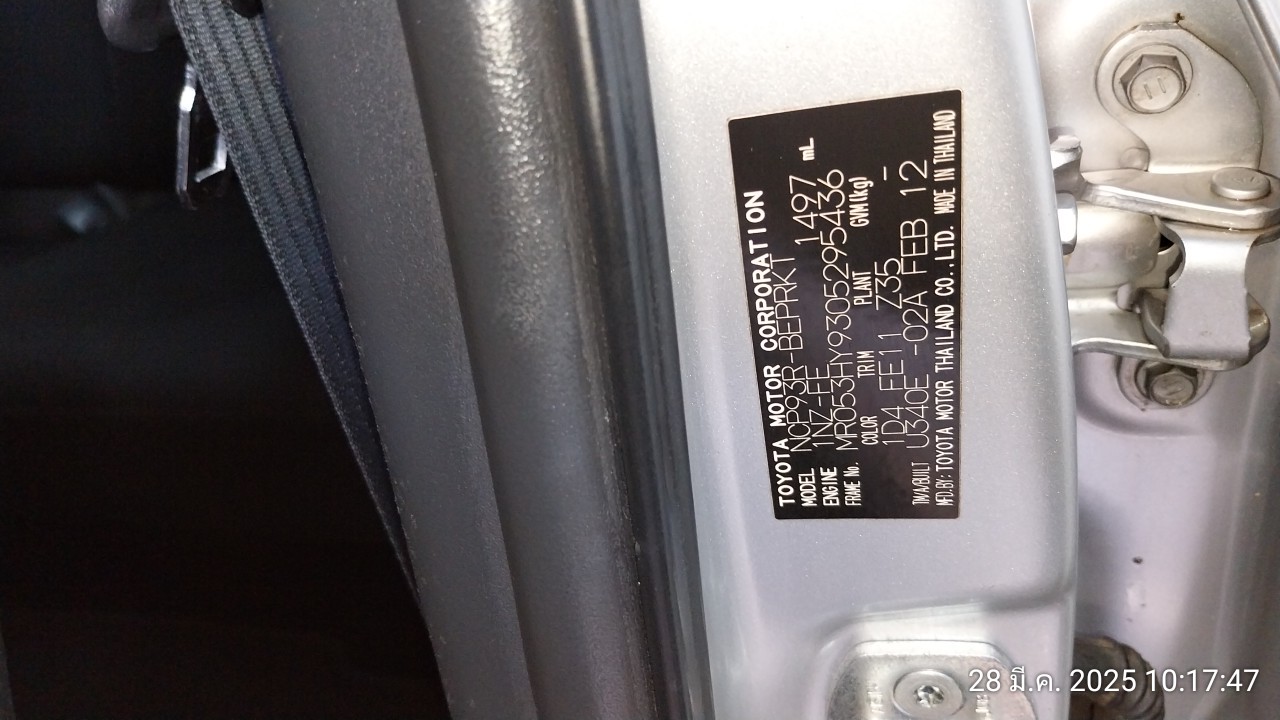 TOYOTA MOTOR CORPORATION
MODEL NCP93R-BEPRKT 1497 mL
ENGINE 1NZ-FE
FRAME No. MR053HY9305295436
COLOR TRIM PLANT GVM(kg)
1D4 FE11 Z35 -
T/M/A/BUILT U340E -02A FEB 12
MFD.BY: TOYOTA MOTOR THAILAND CO.,LTD. MADE IN THAILAND
28 มี.ค. 2025 10:17:47